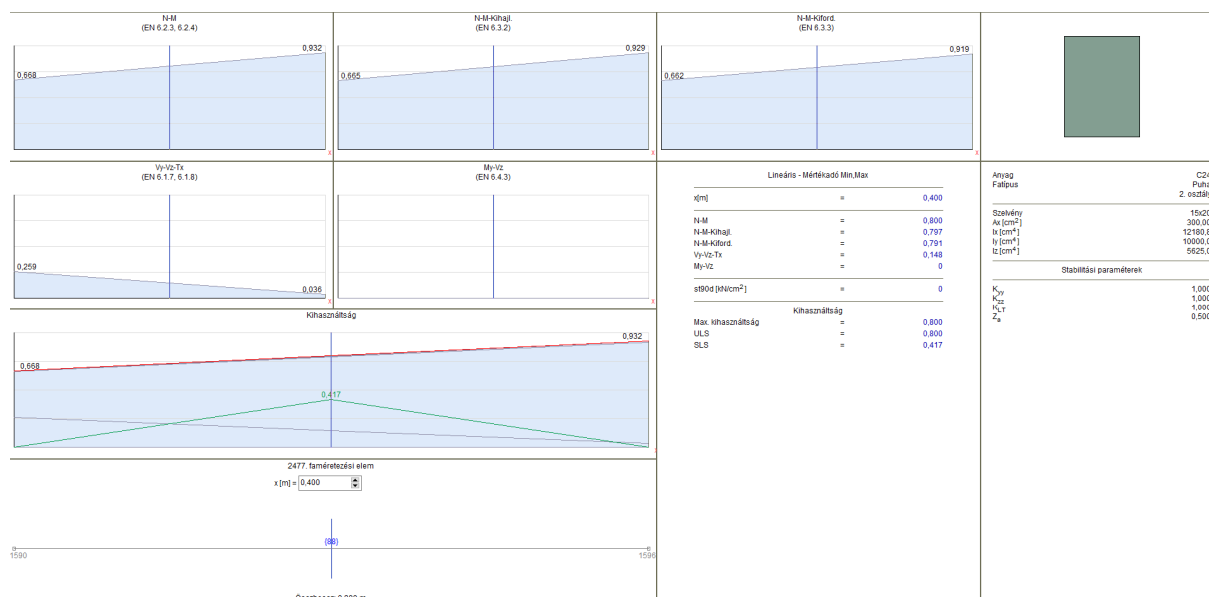 N-M
(EN 6.2.3, 6.2.4)
0,932
0,668
x
N-M-Kihajl.
(EN 6.3.2)
0,929
0,665
x
N-M-Kiford.
(EN 6.3.3)
0,919
0,662
x
Vy-Vz-Tx
(EN 6.1.7, 6.1.8)
0,259
0,036
x
My-Vz
(EN 6.4.3)
x
Kihasználtság
0,932
0,668
0,417
x
2477. faméretezési elem
x [m] = 0,400
{88}
1590
1596
Lineáris - Mértékadó Min,Max
x[m] = 0,400
N-M = 0,800
N-M-Kihajl. = 0,797
N-M-Kiford. = 0,791
Vy-Vz-Tx = 0,148
My-Vz = 0
st90d [kN/cm²] = 0
Kihasználtság
Max. kihasználtság = 0,800
ULS = 0,800
SLS = 0,417
Anyag C24
Fatípus Puha
2. osztály
Szelvény 15x20
Ax [cm²] 300,00
Ix [cm⁴] 12180,8
Iy [cm⁴] 10000,0
Iz [cm⁴] 5625,0
Stabilitási paraméterek
Kyy 1,000
Kzz 1,000
KLT 1,000
Za 0,500